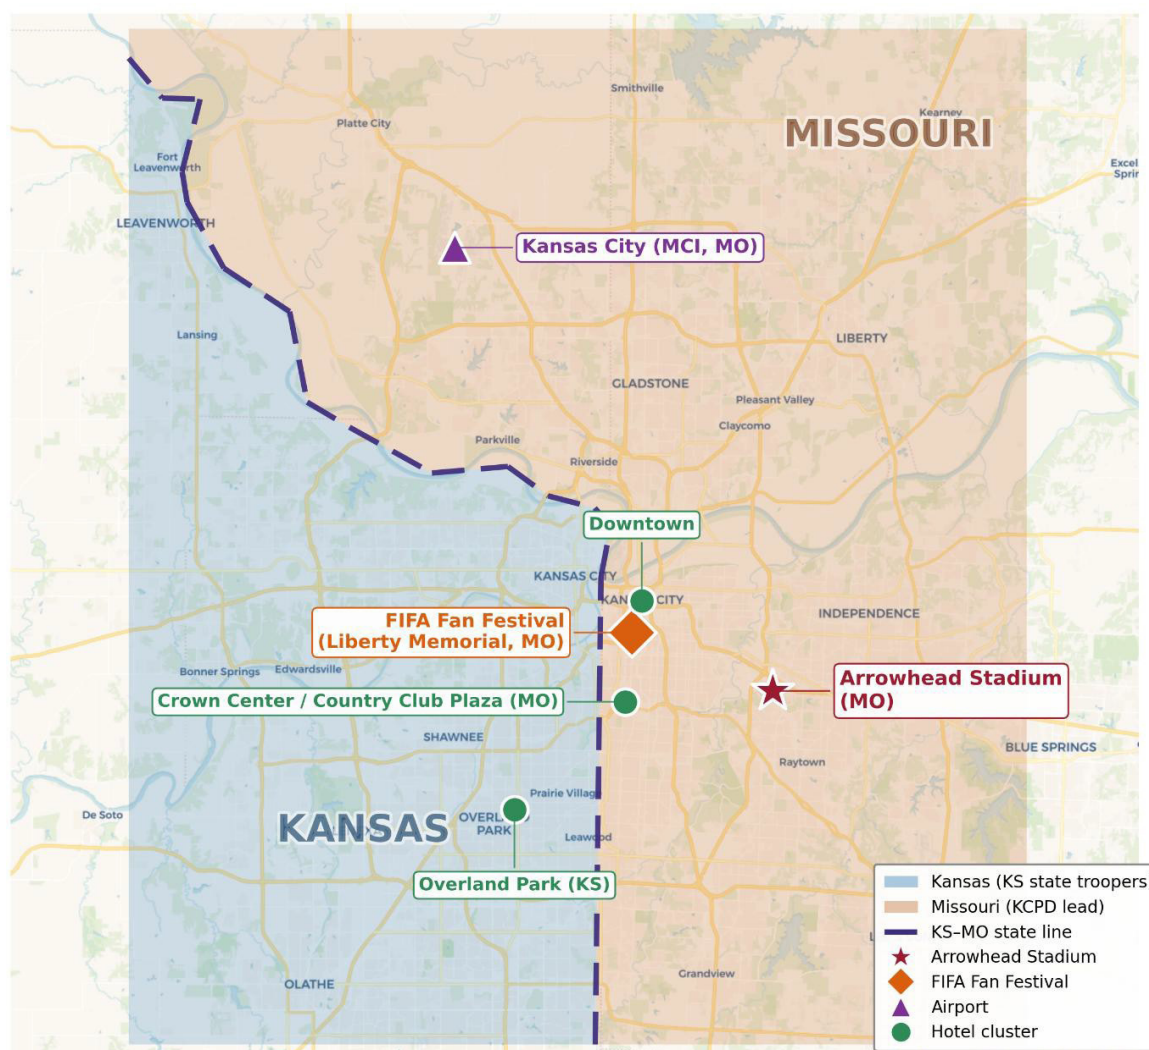 Smithville
Kearney
MISSOURI
Platte City
Fort
Leavenworth
Excel
Sprin
LEAVENWORTH
Kansas City (MCI, MO)
Lansing
LIBERTY
GLADSTONE
Pleasant Valley
Claycomo
Parkville
Riverside
Downtown
KANSAS CITY
KAN CITY
INDEPENDENCE
FIFA Fan Festival
(Liberty Memorial, MO)
Bonner Springs
Edwardsville
Arrowhead Stadium
(MO)
Crown Center / Country Club Plaza (MO)
SHAWNEE
BLUE SPRINGS
Raytown
Prairie Village
De Soto
KANSAS
OVERL
PARK
Leawood
Overland Park (KS)
Kansas (KS state troopers
Missouri (KCPD lead)
KS–MO state line
Arrowhead Stadium
FIFA Fan Festival
Airport
Hotel cluster
Grandview
OLATHE